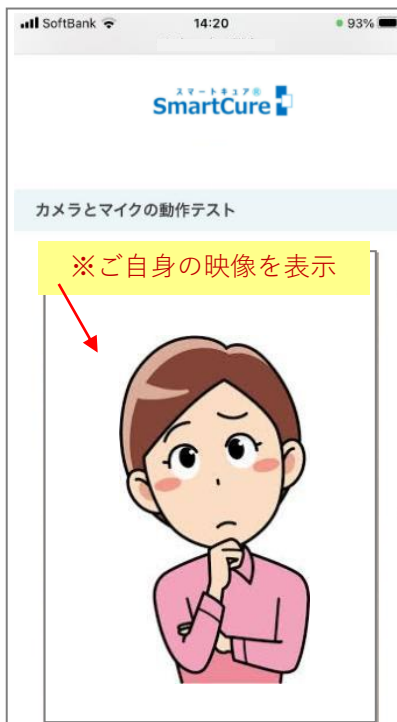 SoftBank 14:20 93%
スマートキュア®
SmartCure
カメラとマイクの動作テスト
※ご自身の映像を表示